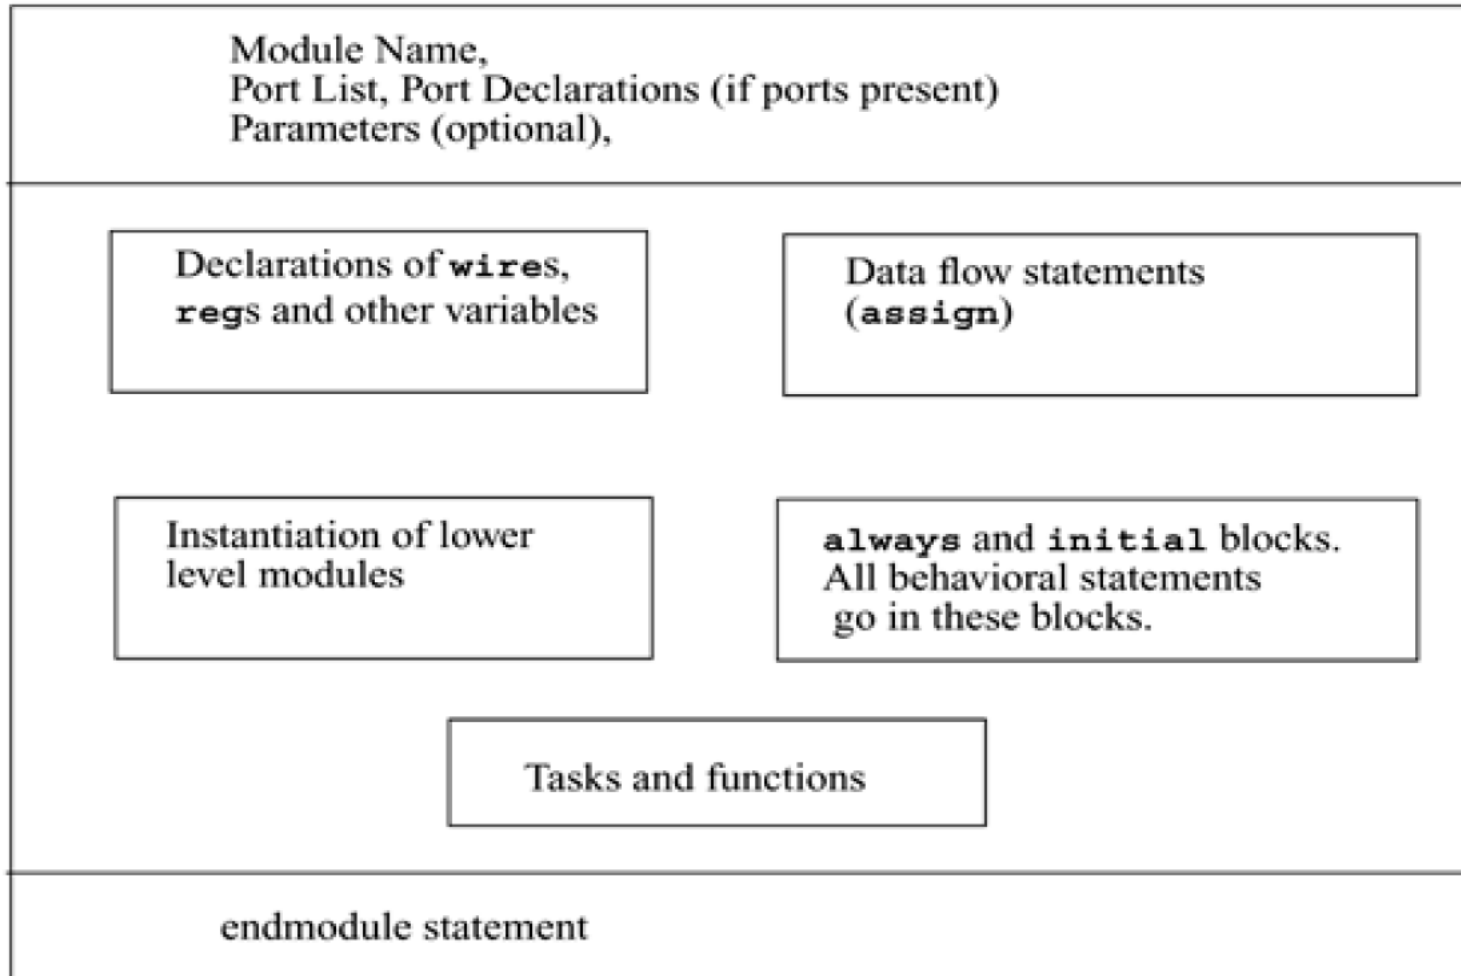 Module Name,
Port List, Port Declarations (if ports present)
Parameters (optional),
Declarations of wires,
regs and other variables
Data flow statements
(assign)
Instantiation of lower
level modules
always and initial blocks.
All behavioral statements
go in these blocks.
Tasks and functions
endmodule statement